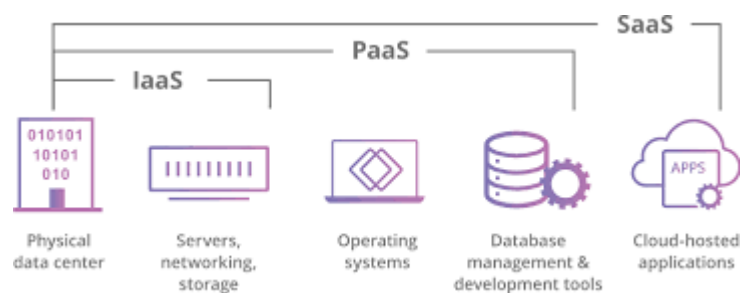 SaaS
PaaS
IaaS
010101
10101
010
APPS
Physical
data center
Servers,
networking,
storage
Operating
systems
Database
management &
development tools
Cloud-hosted
applications